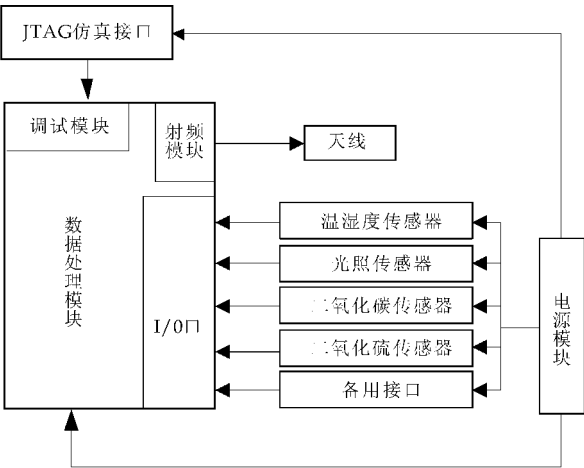 JTAG仿真接口
调试模块
射频
模块
天线
数据处理模块
I/0口
温湿度传感器
光照传感器
二氧化碳传感器
二氧化硫传感器
备用接口
电源模块